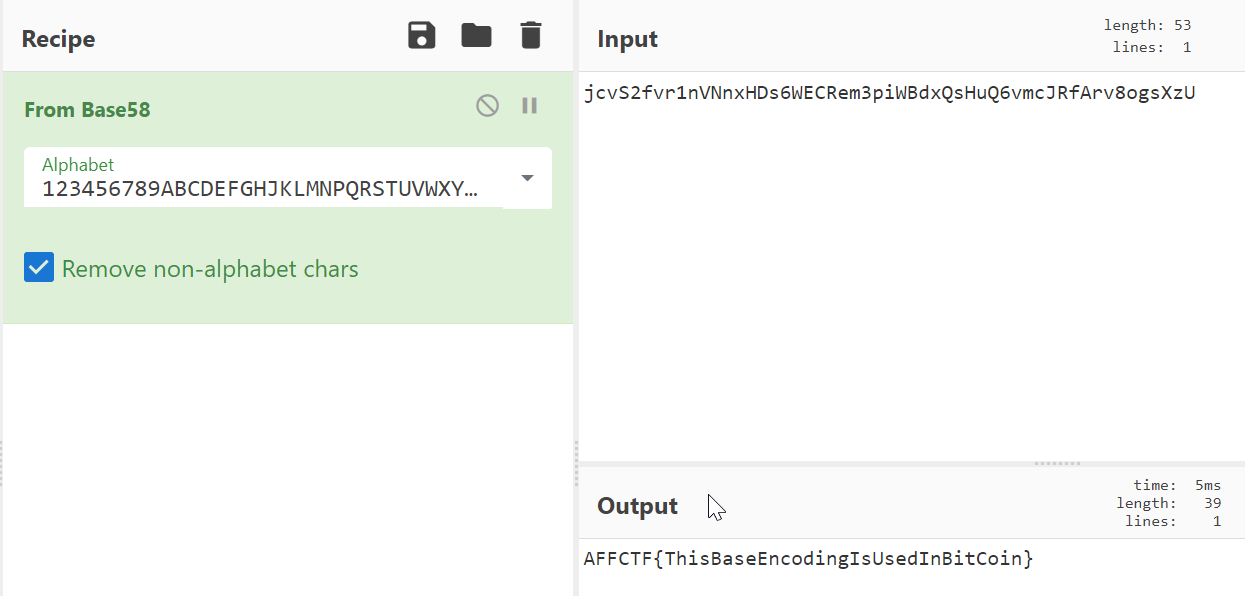 Recipe
From Base58
Alphabet
123456789ABCDEFGHJKLMNPQRSTUVWXY…
Remove non-alphabet chars
Input
length: 53
lines: 1
jcvS2fvr1nVNnxHDs6WECRem3piWBdxQsHuQ6vmcJRfArv8ogsXzU
Output
time: 5ms
length: 39
lines: 1
AFFCTF{ThisBaseEncodingIsUsedInBitCoin}